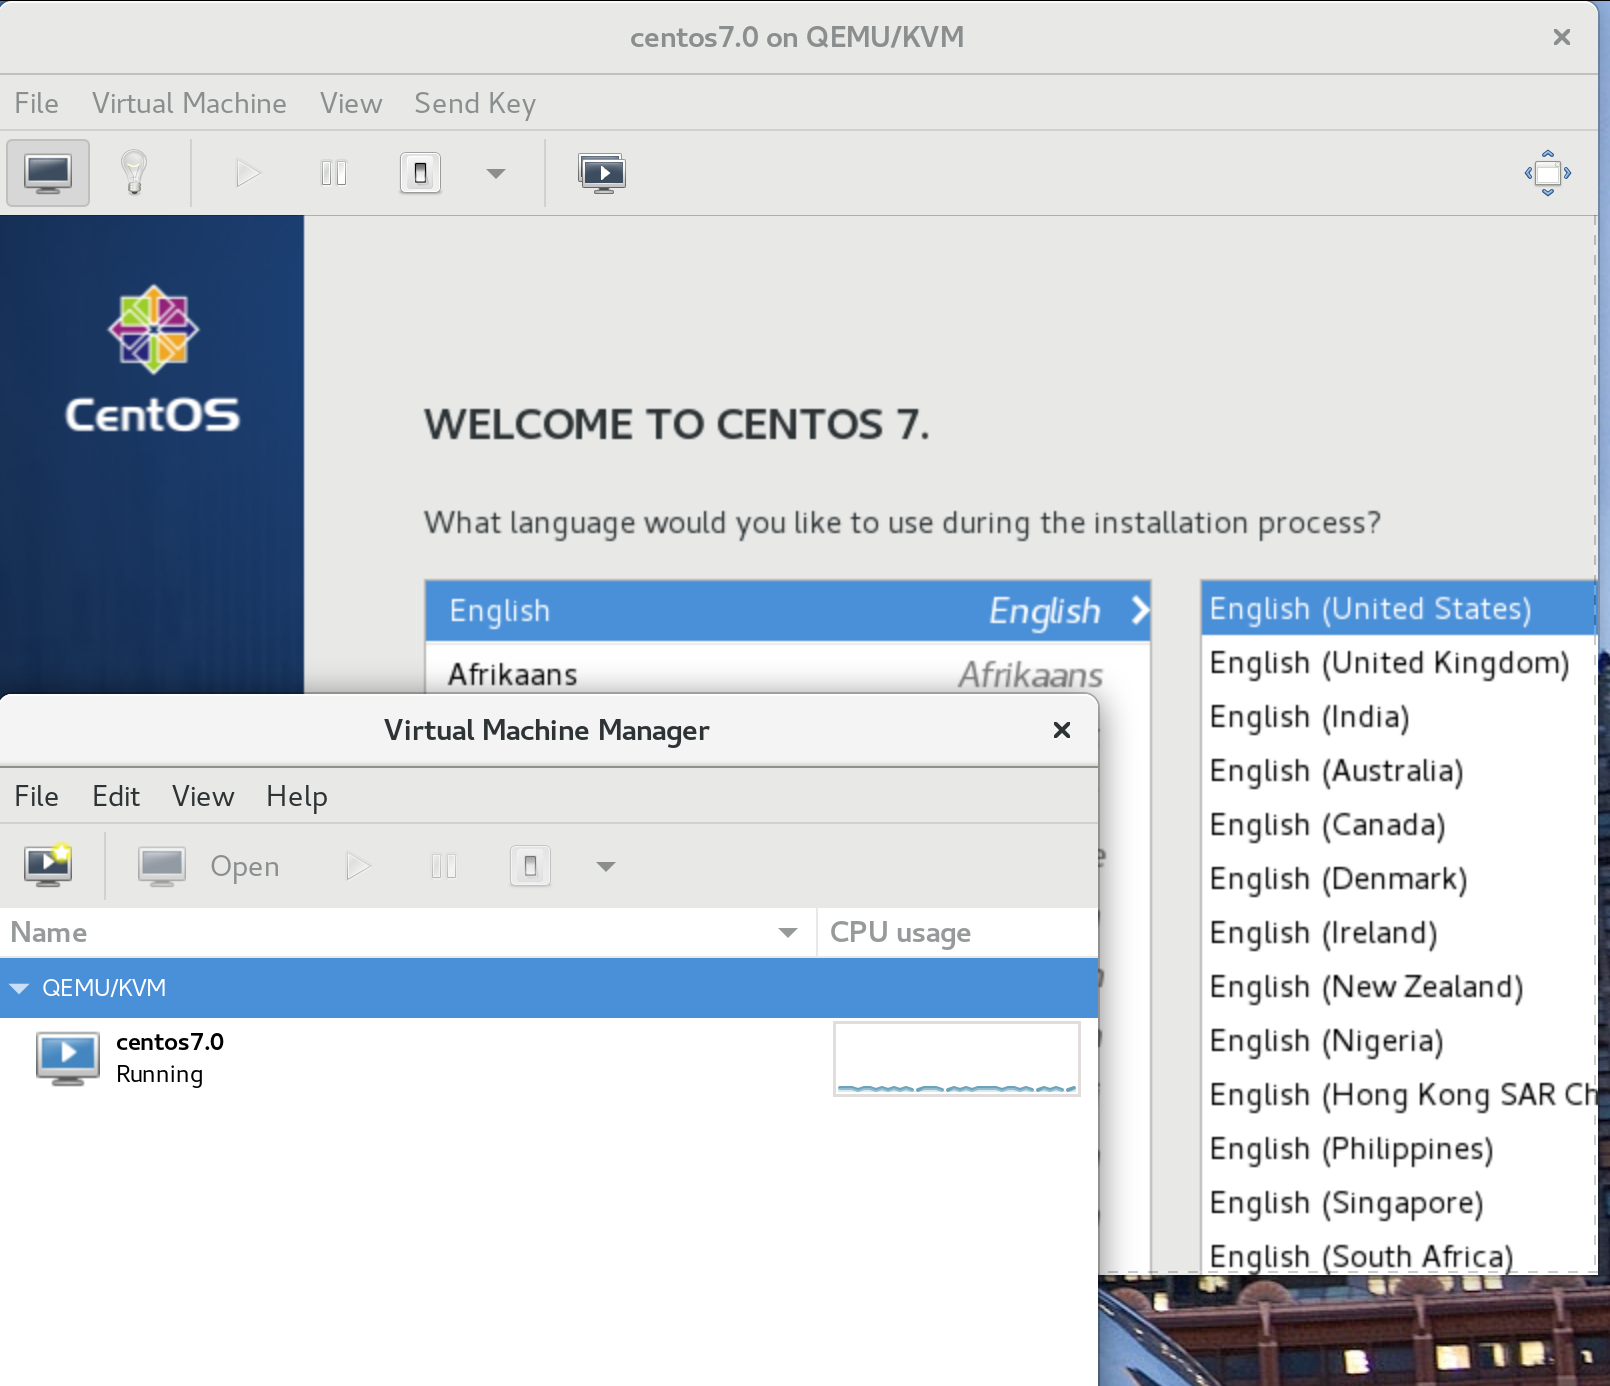 centos7.0 on QEMU/KVM
File Virtual Machine View Send Key
CentOS
WELCOME TO CENTOS 7.
What language would you like to use during the installation process?
English English
Afrikaans Afrikaans
English (United States)
English (United Kingdom)
English (India)
English (Australia)
English (Canada)
English (Denmark)
English (Ireland)
English (New Zealand)
English (Nigeria)
English (Hong Kong SAR Ch
English (Philippines)
English (Singapore)
English (South Africa)
Virtual Machine Manager
File Edit View Help
Open
Name CPU usage
QEMU/KVM
centos7.0
Running